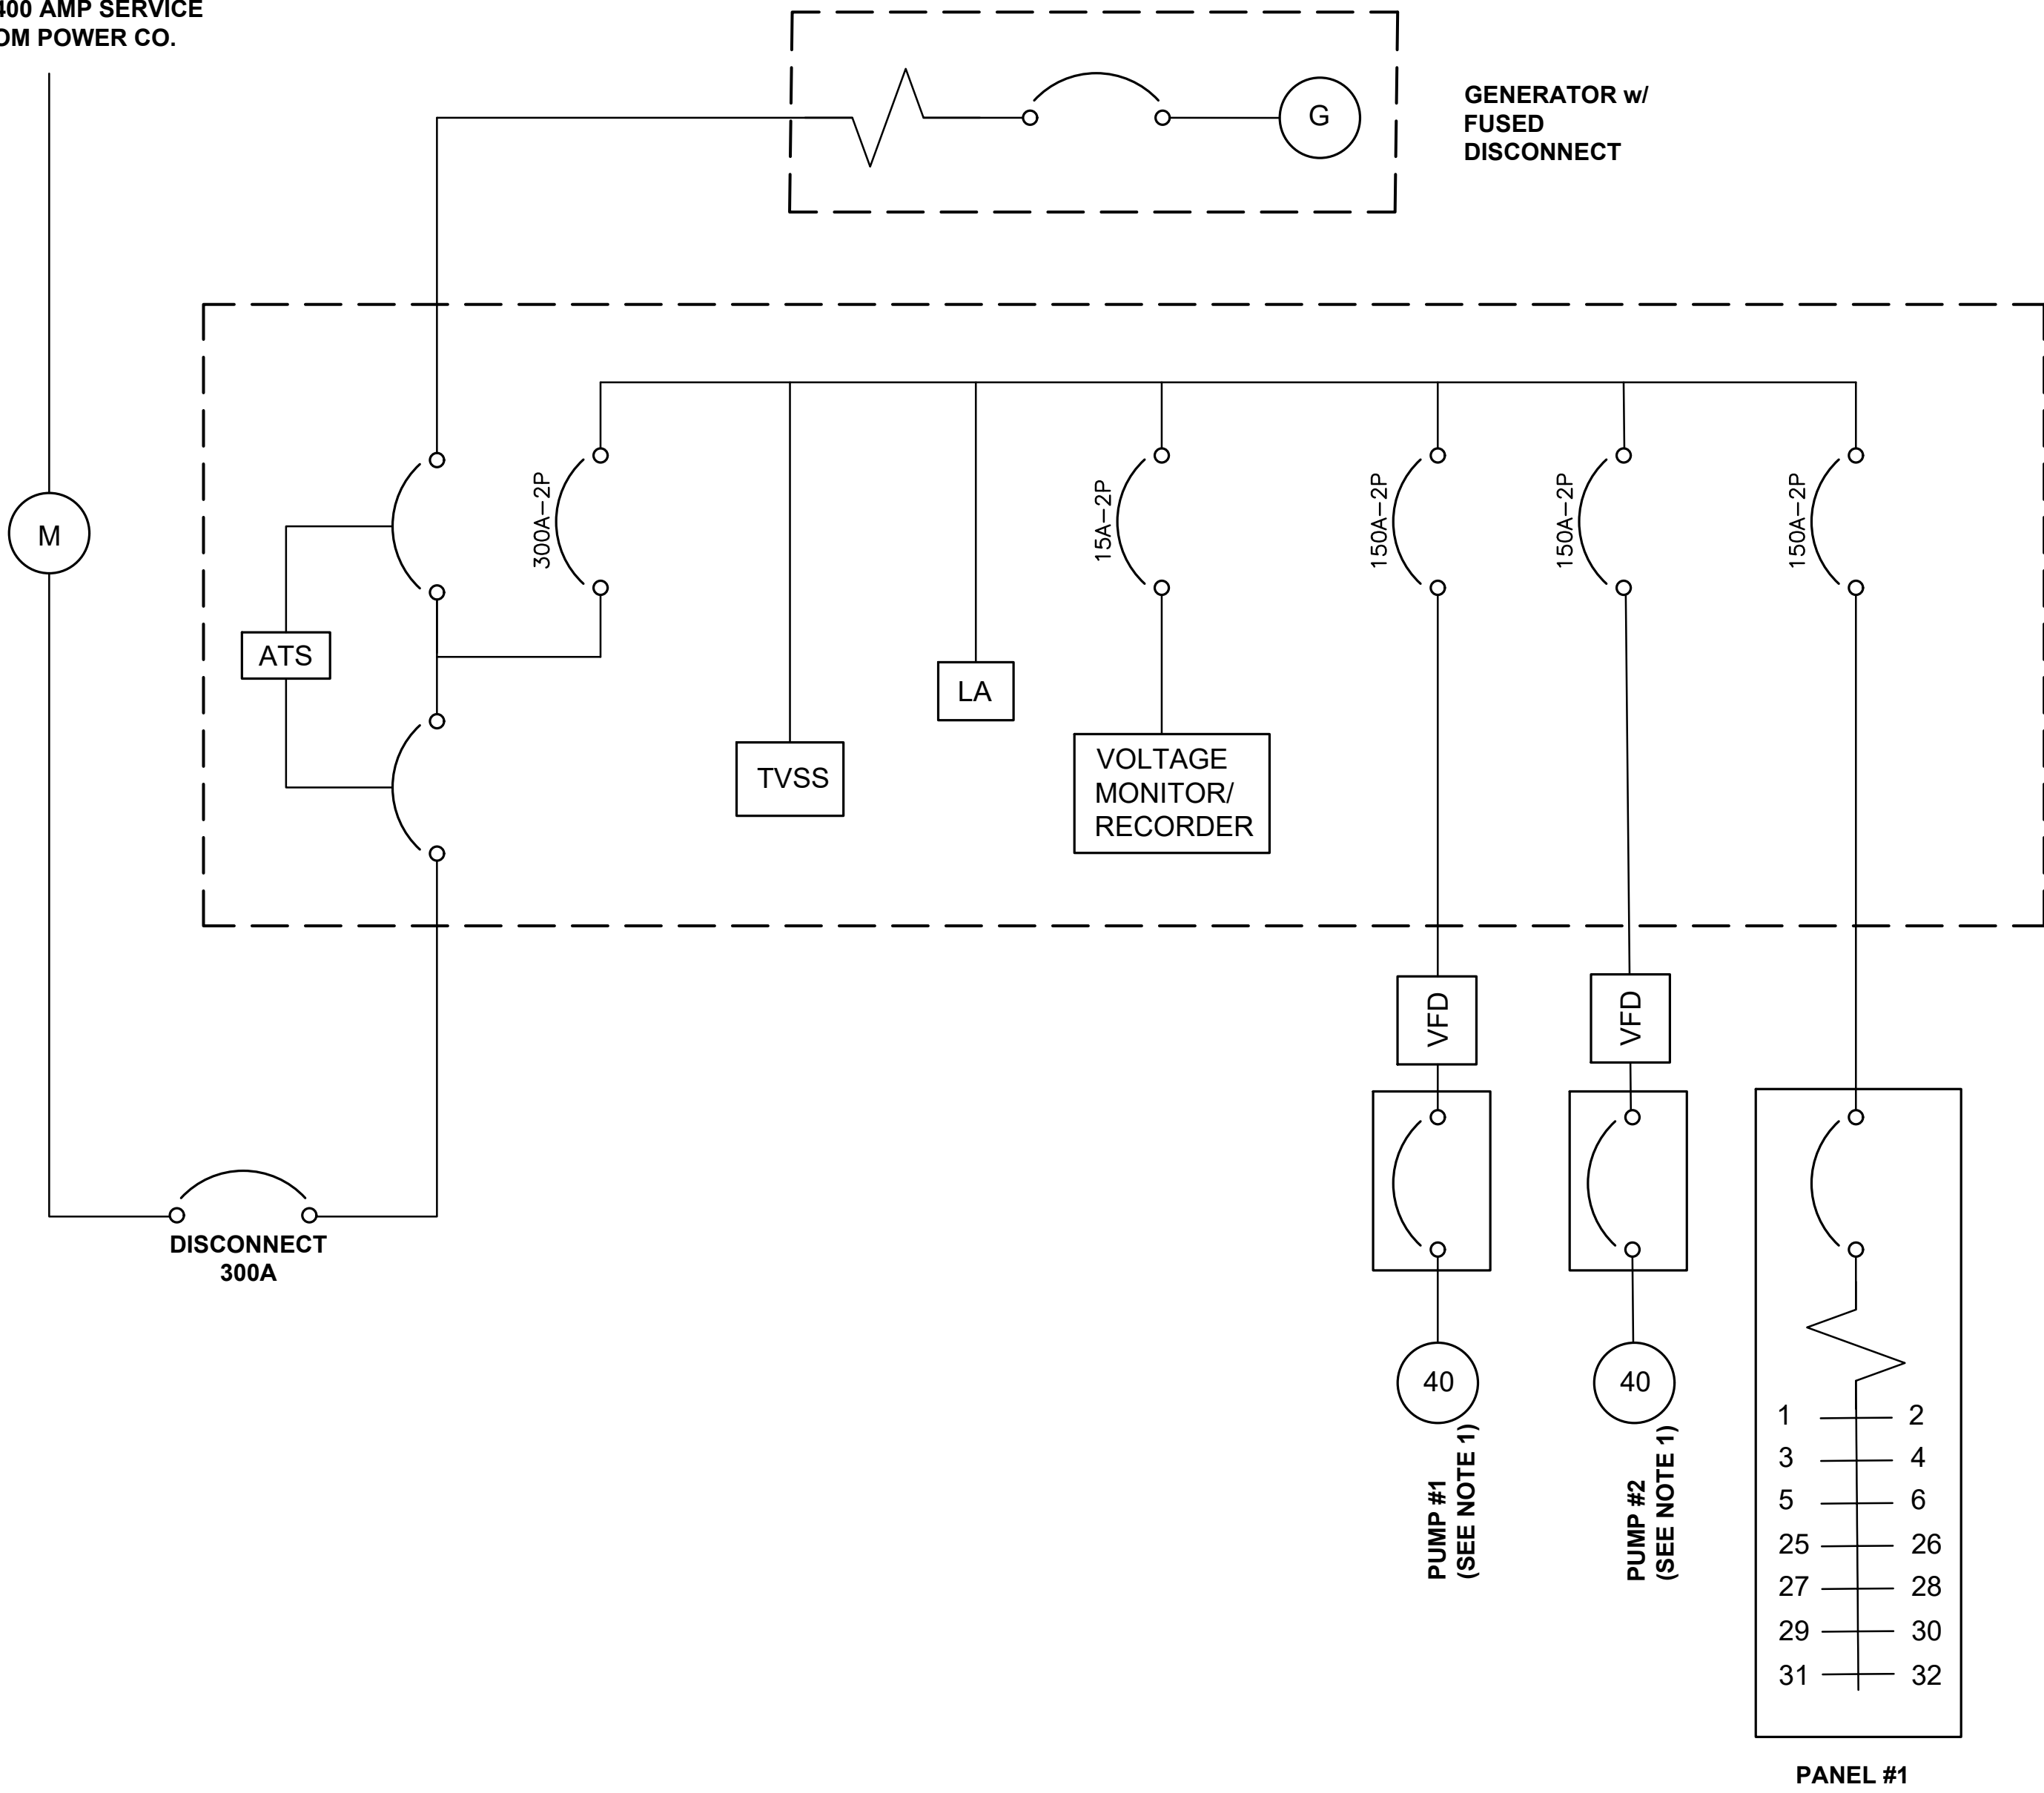 400 AMP SERVICE
OM POWER CO.
G
GENERATOR w/
FUSED
DISCONNECT
M
ATS
300A-2P
TVSS
LA
15A-2P
VOLTAGE
MONITOR/
RECORDER
150A-2P
150A-2P
150A-2P
DISCONNECT
300A
VFD
VFD
40
40
PUMP #1
(SEE NOTE 1)
PUMP #2
(SEE NOTE 1)
1 2
3 4
5 6
25 26
27 28
29 30
31 32
PANEL #1